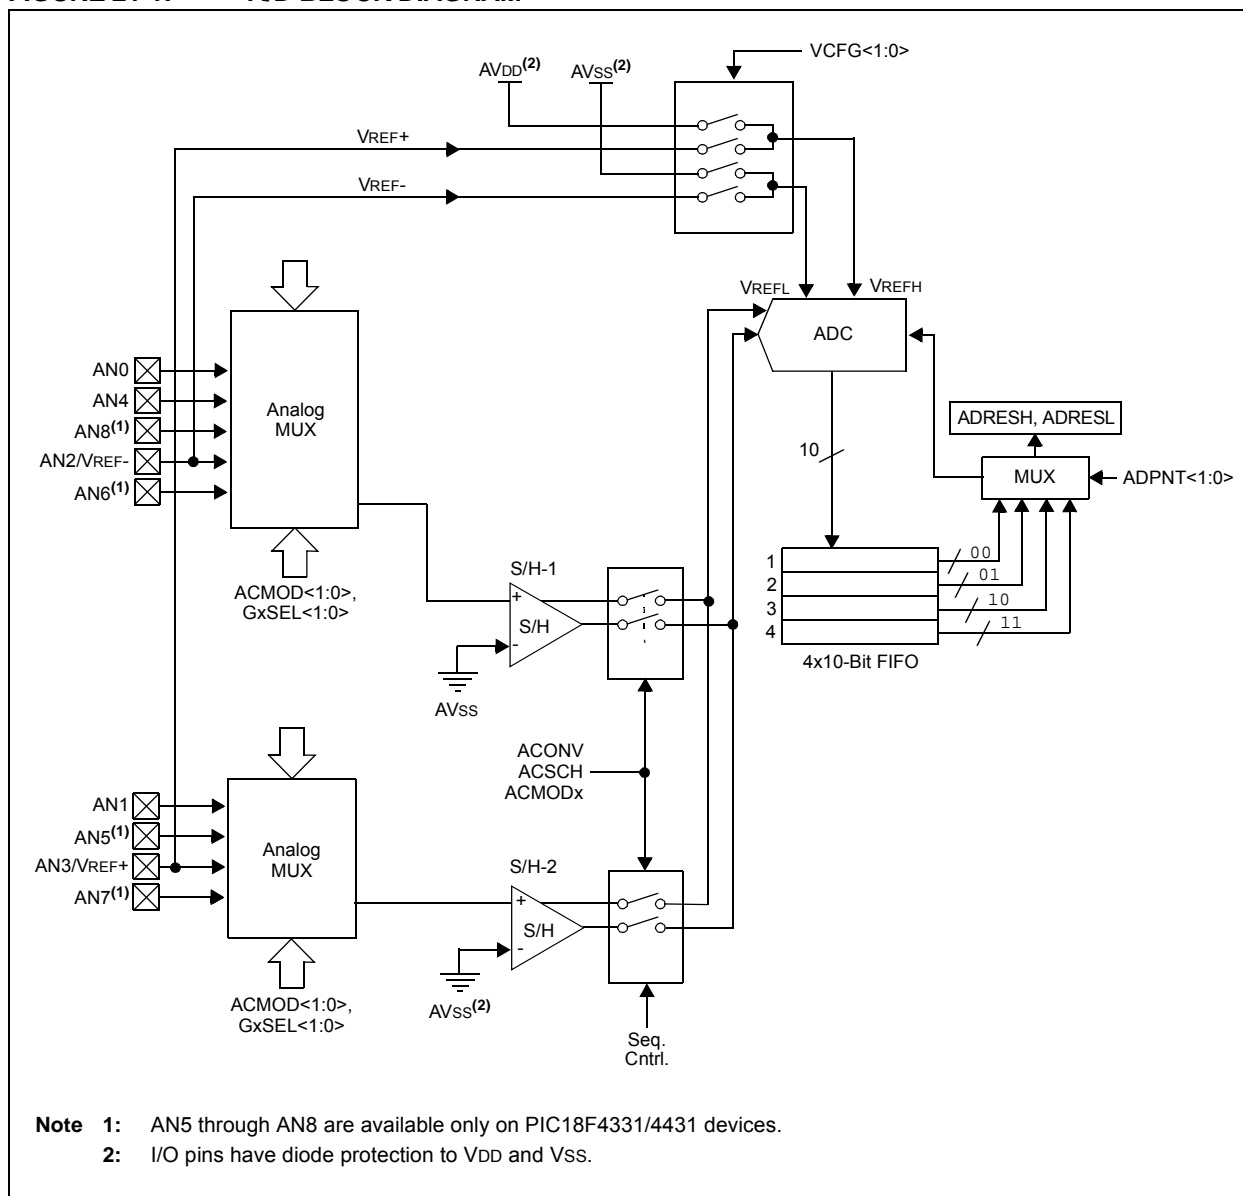 VCFG<1:0>
AVDD(2)
AVSS(2)
VREF+
VREF-
VREFL
VREFH
ADC
AN0
AN4
AN8(1)
AN2/VREF-
AN6(1)
Analog
MUX
ACMOD<1:0>,
GxSEL<1:0>
10
ADRESH, ADRESL
MUX
ADPNT<1:0>
1
2
3
4
00
01
10
11
4x10-Bit FIFO
S/H-1
+
S/H
-
AVSS
ACONV
ACSCH
ACMODx
AN1
AN5(1)
AN3/VREF+
AN7(1)
Analog
MUX
ACMOD<1:0>,
GxSEL<1:0>
S/H-2
+
S/H
-
AVSS(2)
Seq.
Cntrl.
Note 1: AN5 through AN8 are available only on PIC18F4331/4431 devices.
2: I/O pins have diode protection to VDD and VSS.